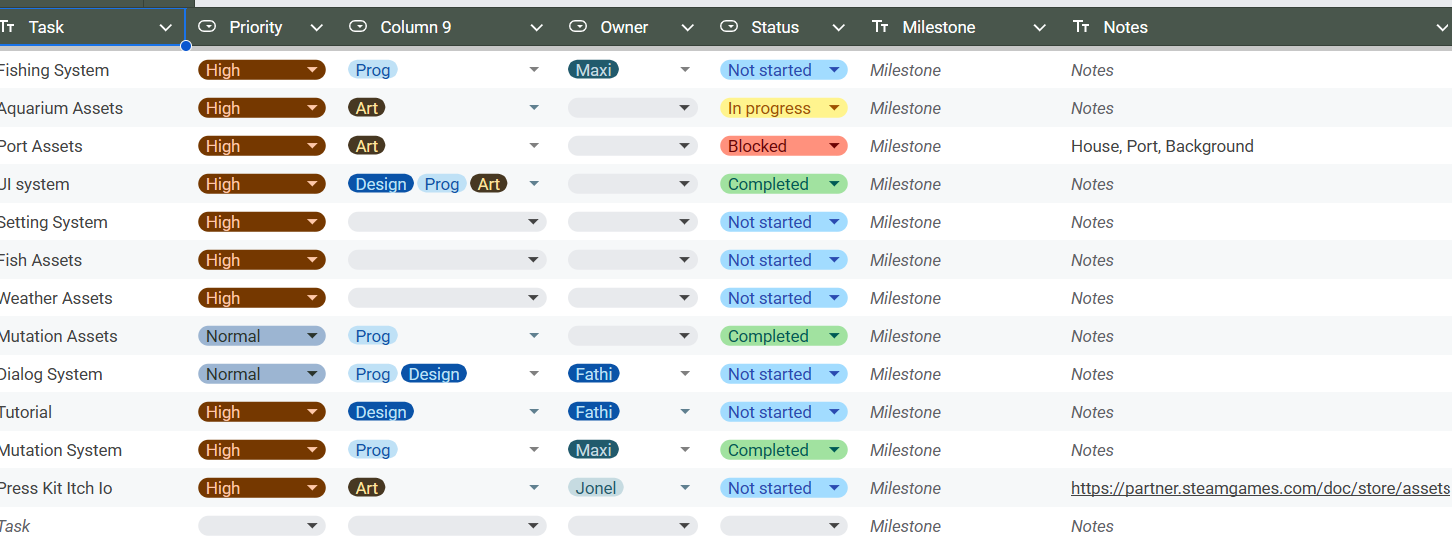 Task Priority Column 9 Owner Status Milestone Notes
Fishing System High Prog Maxi Not started Milestone Notes
Aquarium Assets High Art In progress Milestone Notes
Port Assets High Art Blocked Milestone House, Port, Background
UI system High Design Prog Art Completed Milestone Notes
Setting System High Not started Milestone Notes
Fish Assets High Not started Milestone Notes
Weather Assets High Not started Milestone Notes
Mutation Assets Normal Prog Completed Milestone Notes
Dialog System Normal Prog Design Fathi Not started Milestone Notes
Tutorial High Design Fathi Not started Milestone Notes
Mutation System High Prog Maxi Completed Milestone Notes
Press Kit Itch Io High Art Jonel Not started Milestone https://partner.steamgames.com/doc/store/assets
Task Milestone Notes